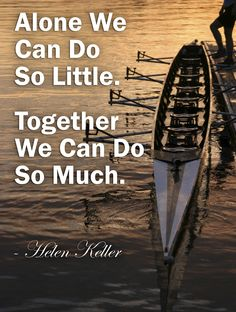 Alone We
Can Do
So Little.
Together
We Can Do
So Much.
- Helen Keller